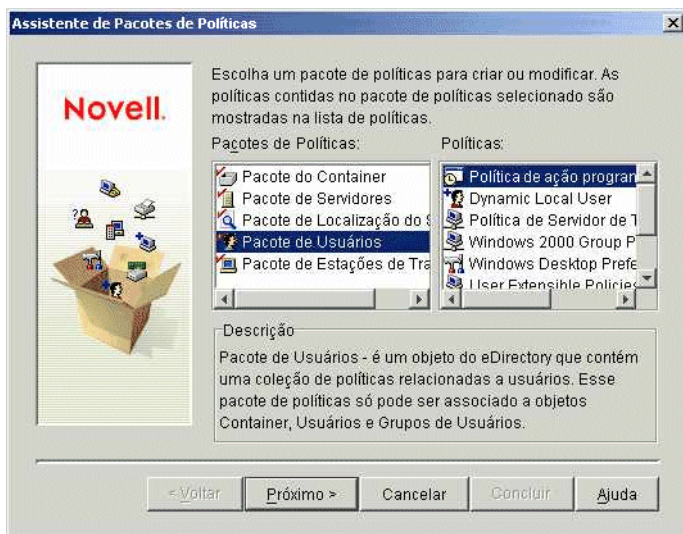 Assistente de Pacotes de Políticas
Novell.
Escolha um pacote de políticas para criar ou modificar. As
políticas contidas no pacote de políticas selecionado são
mostradas na lista de políticas.
Pacotes de Políticas:
Pacote do Container
Pacote de Servidores
Pacote de Localização do S
Pacote de Usuários
Pacote de Estações de Tra
Políticas:
Política de ação program
Dynamic Local User
Política de Servidor de T
Windows 2000 Group P
Windows Desktop Prefe
User Extensible Policies
Descrição
Pacote de Usuários - é um objeto do eDirectory que contém
uma coleção de políticas relacionadas a usuários. Esse
pacote de políticas só pode ser associado a objetos
Container, Usuários e Grupos de Usuários.
< Voltar
Próximo >
Cancelar
Concluir
Ajuda